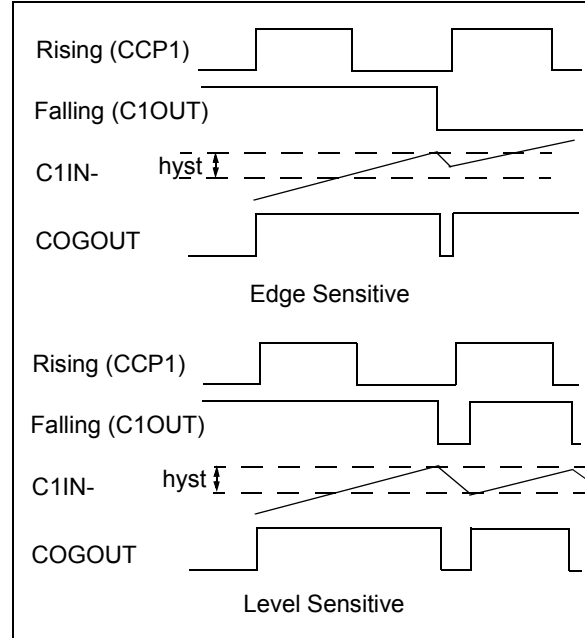 Rising (CCP1)
Falling (C1OUT)
hyst
C1IN-
COGOUT
Edge Sensitive
Rising (CCP1)
Falling (C1OUT)
hyst
C1IN-
COGOUT
Level Sensitive